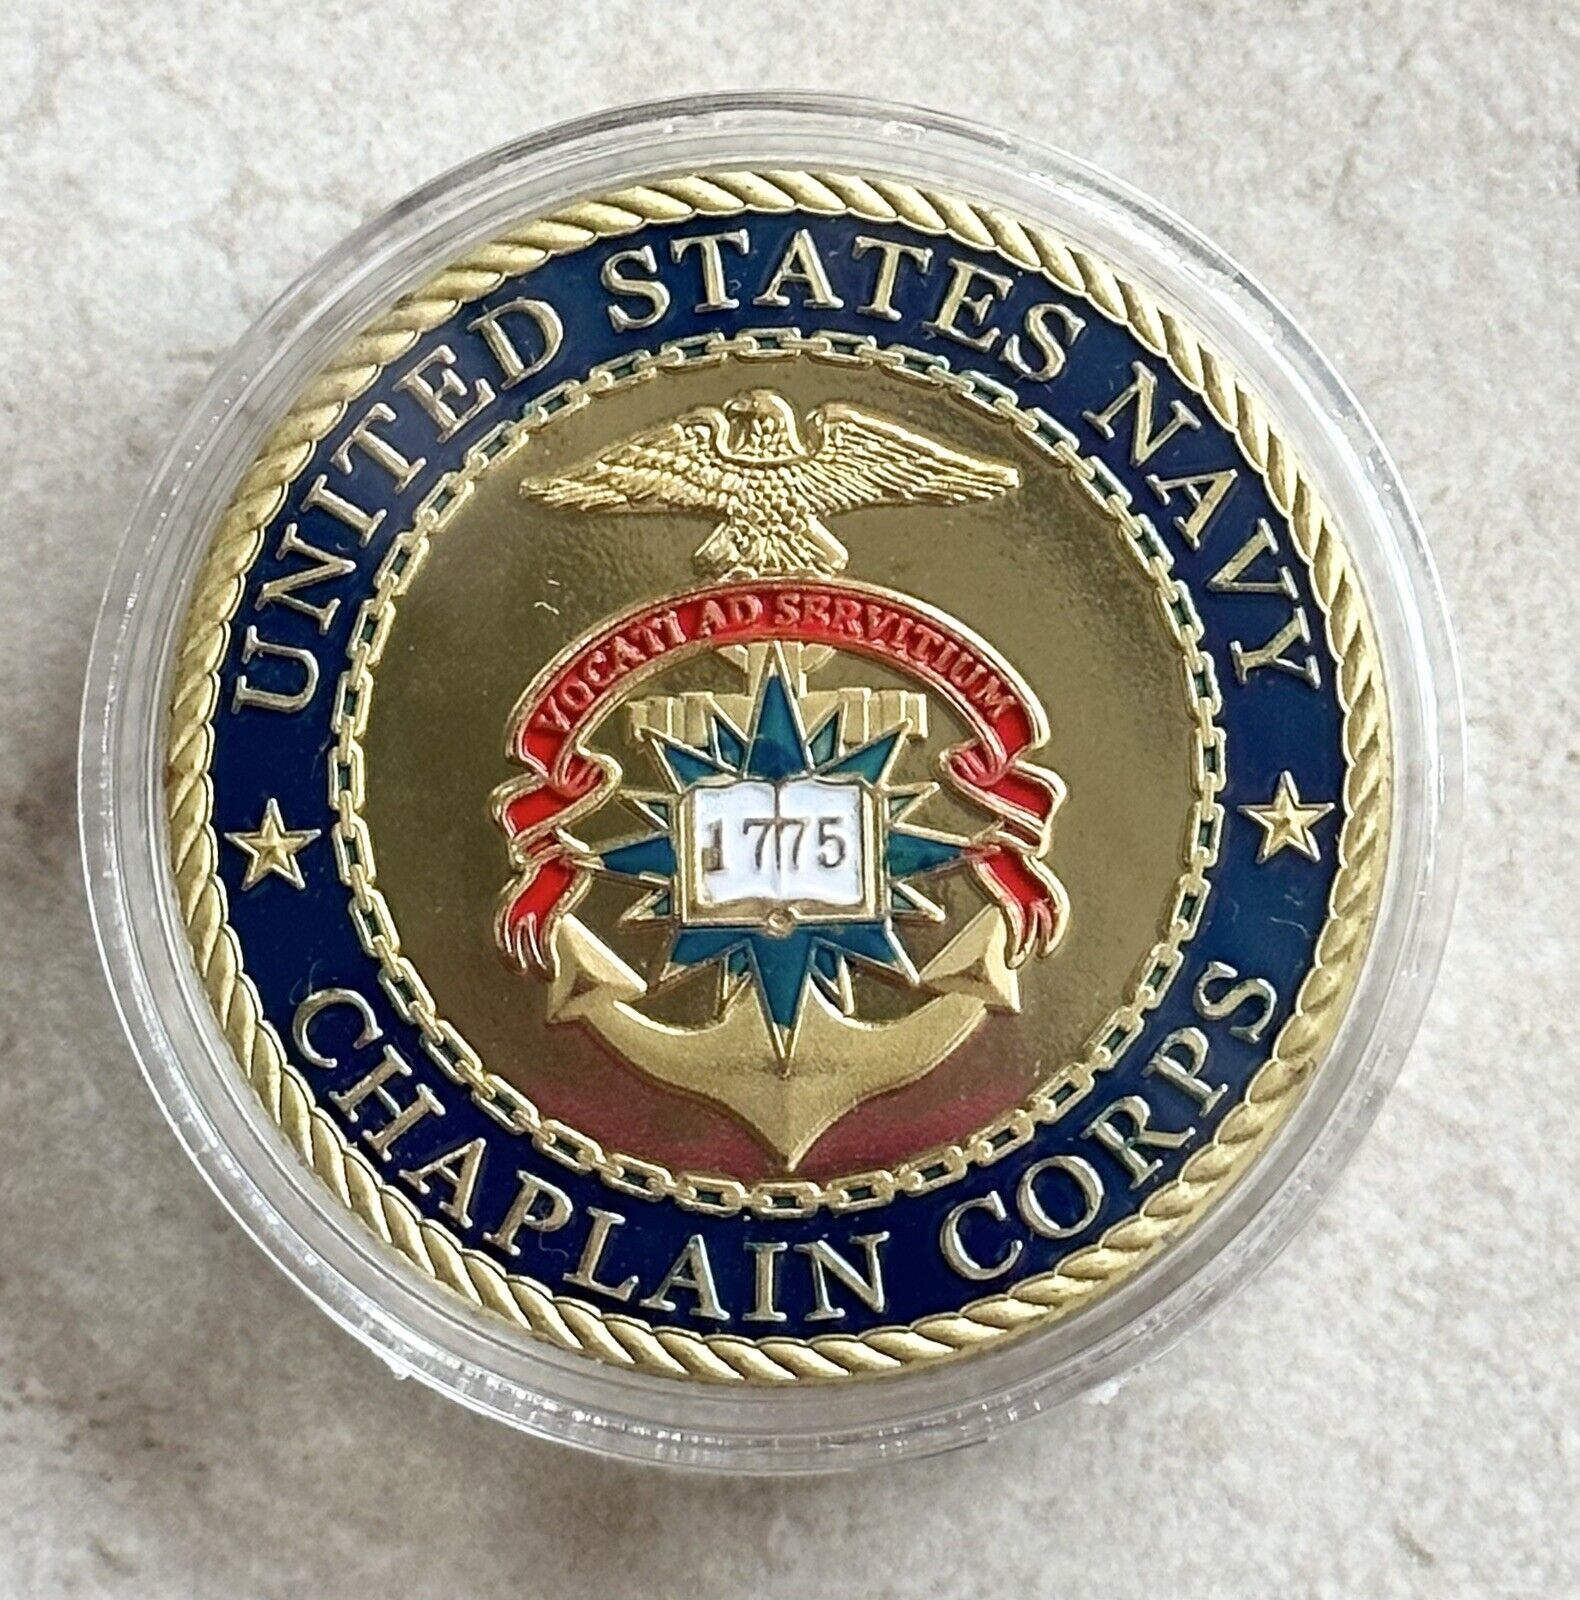 UNITED STATES NAVY
VOCATI AD SERVITIUM
1775
CHAPLAIN CORPS